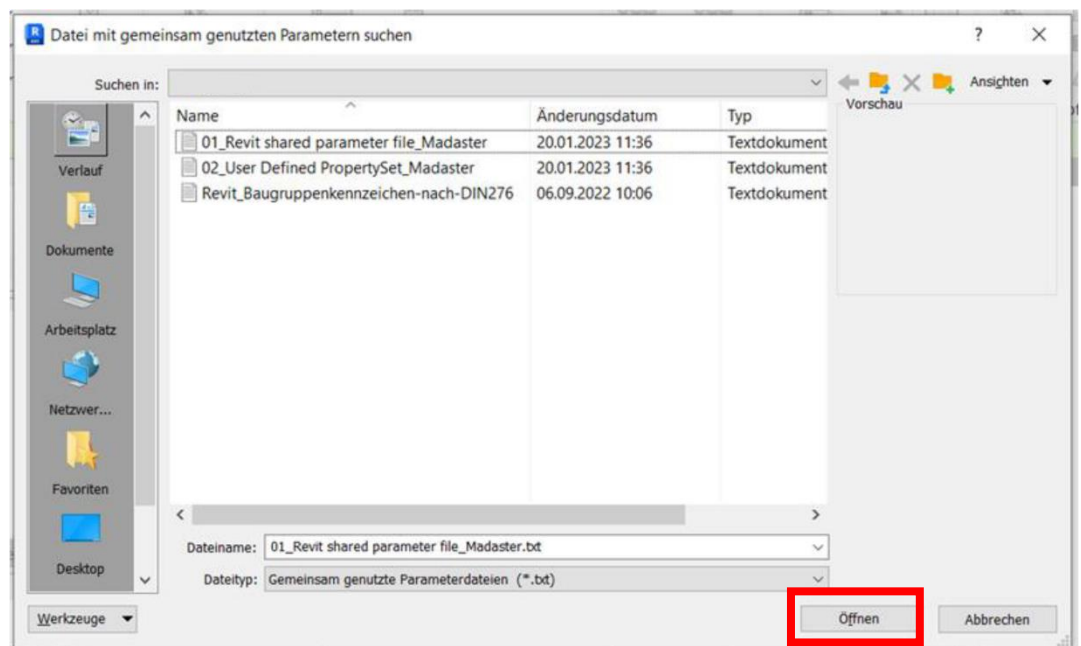 Datei mit gemeinsam genutzten Parametern suchen
Suchen in:
Ansichten
Name Änderungsdatum Typ
Vorschau
01_Revit shared parameter file_Madaster 20.01.2023 11:36 Textdokument
02_User Defined PropertySet_Madaster 20.01.2023 11:36 Textdokument
Revit_Baugruppenkennzeichen-nach-DIN276 06.09.2022 10:06 Textdokument
Verlauf
Dokumente
Arbeitsplatz
Netzwer...
Favoriten
Desktop
Dateiname: 01_Revit shared parameter file_Madaster.txt
Dateityp: Gemeinsam genutzte Parameterdateien (*.txt)
Werkzeuge
Öffnen
Abbrechen